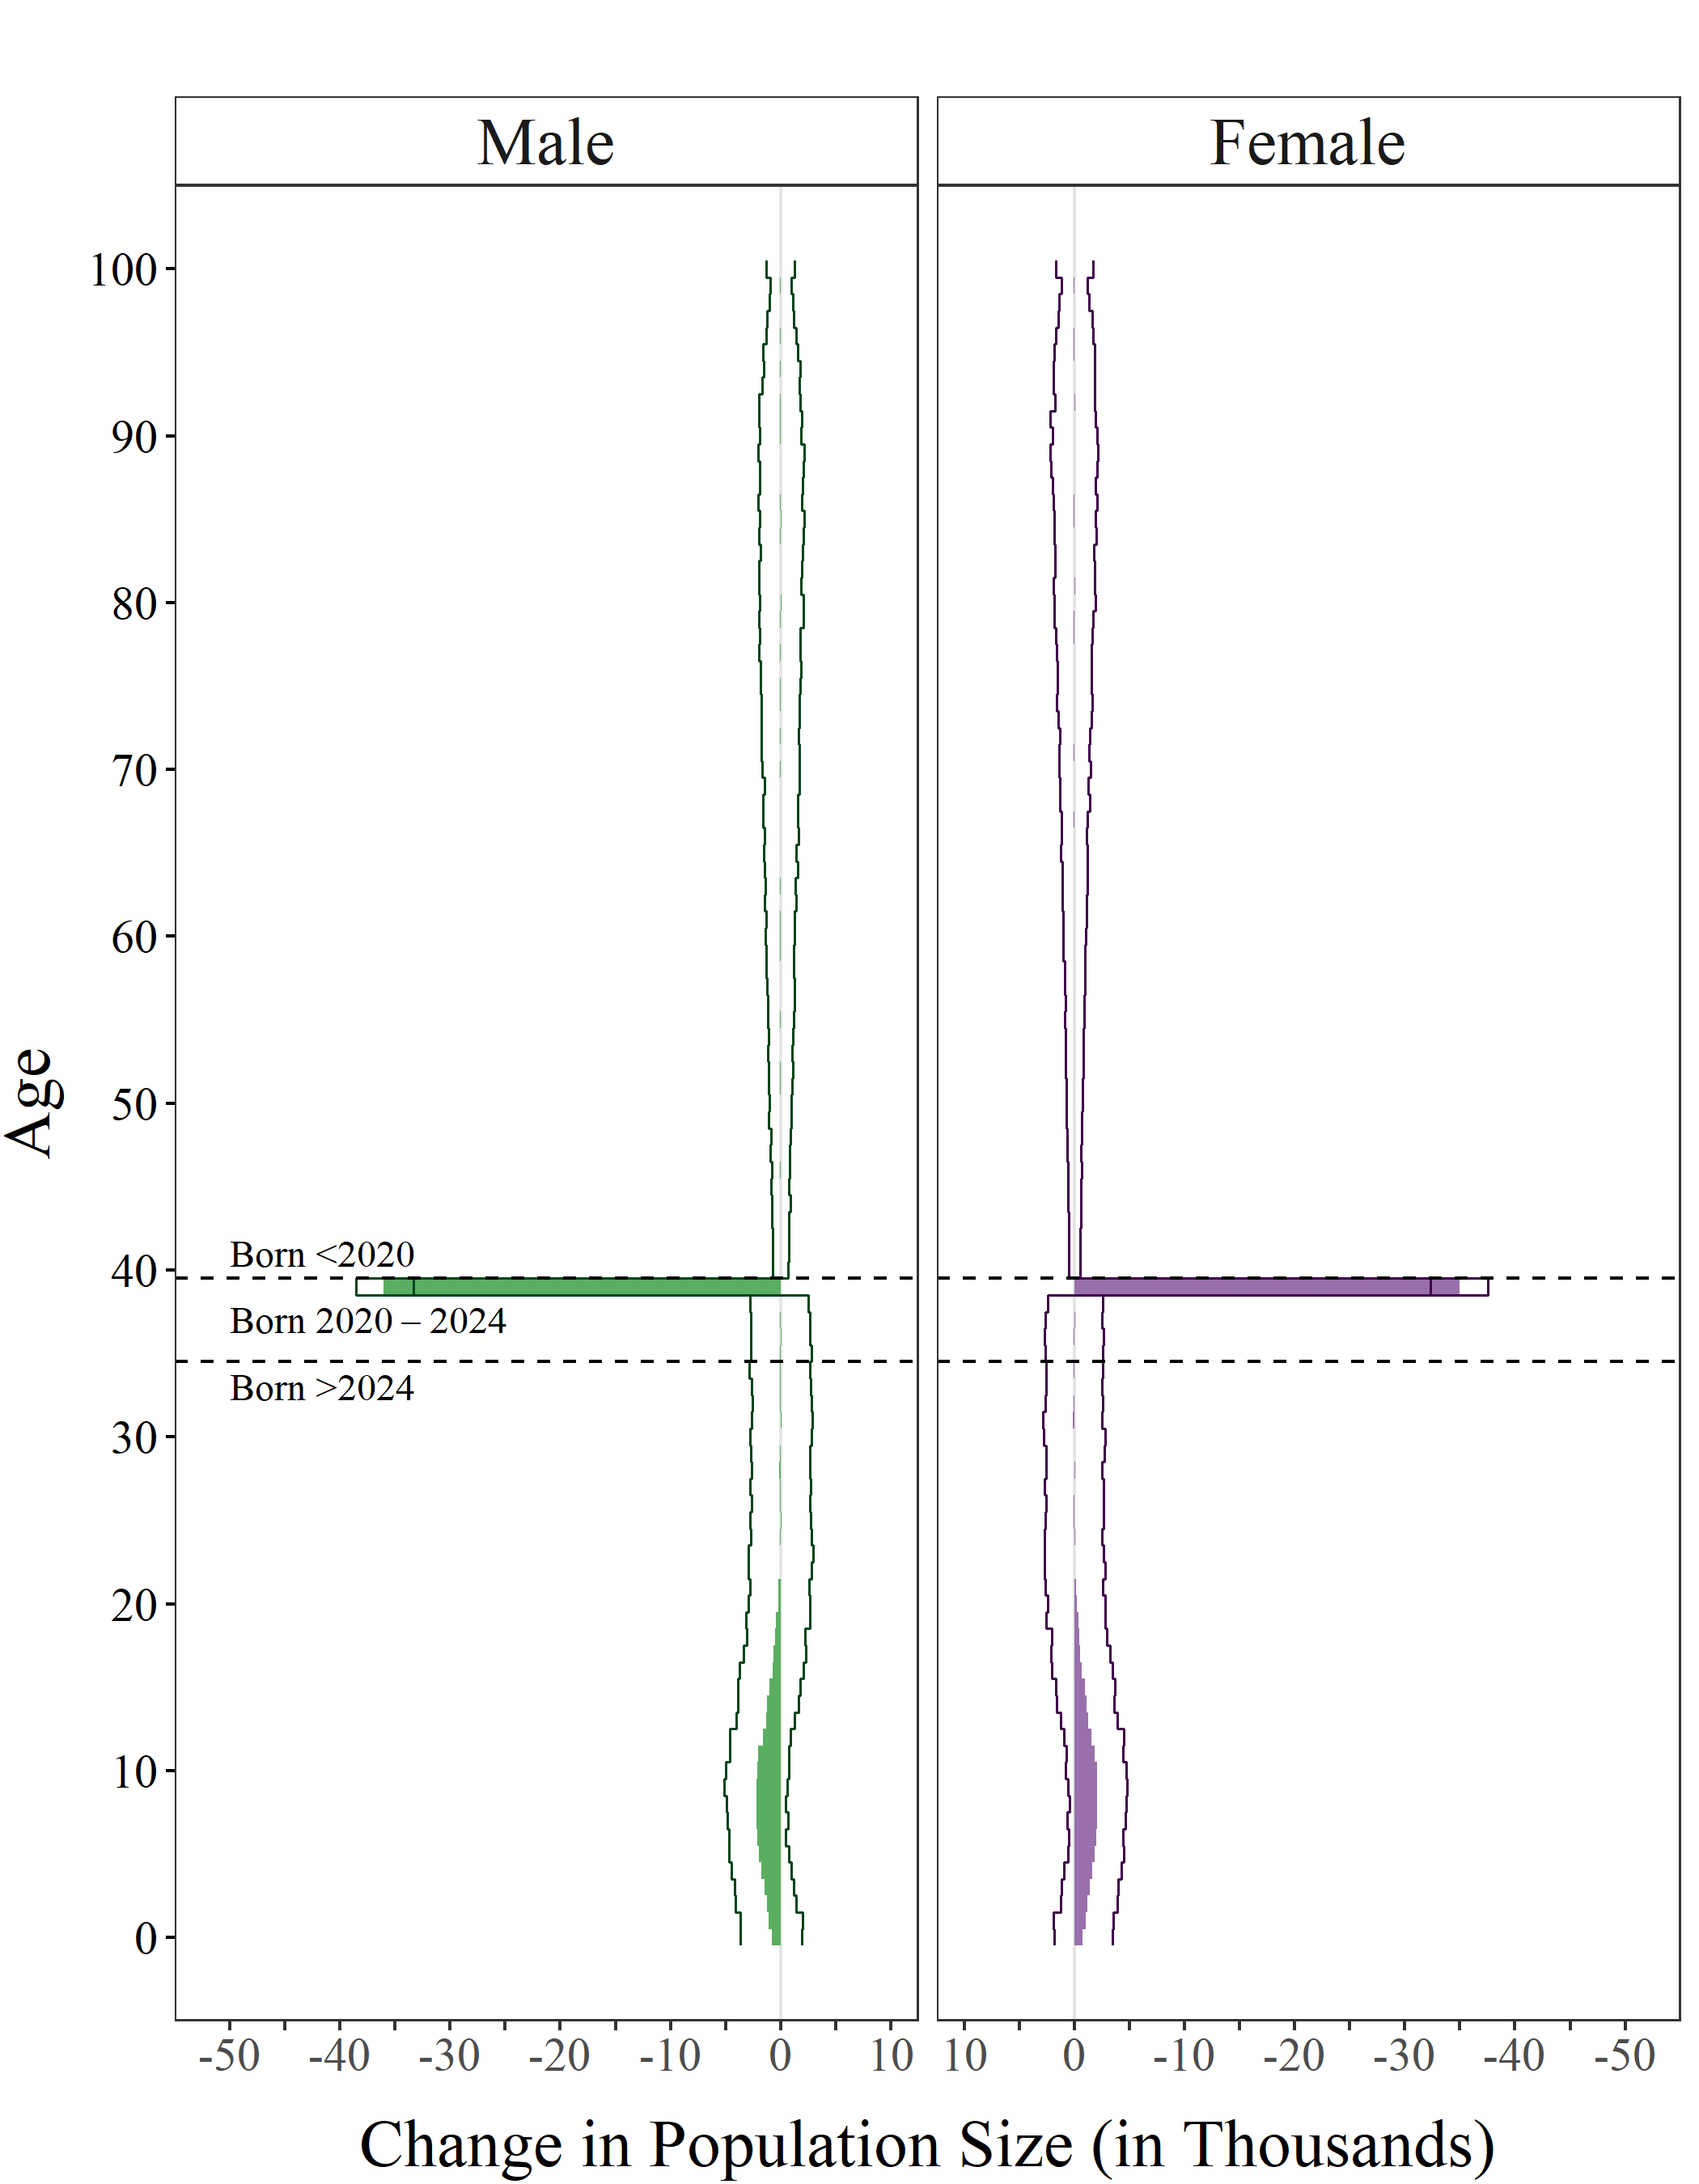 Male
Female
Age
100
90
80
70
60
50
40
30
20
10
0
Born <2020
Born 2020 – 2024
Born >2024
-50 -40 -30 -20 -10 0 10
10 0 -10 -20 -30 -40 -50
Change in Population Size (in Thousands)